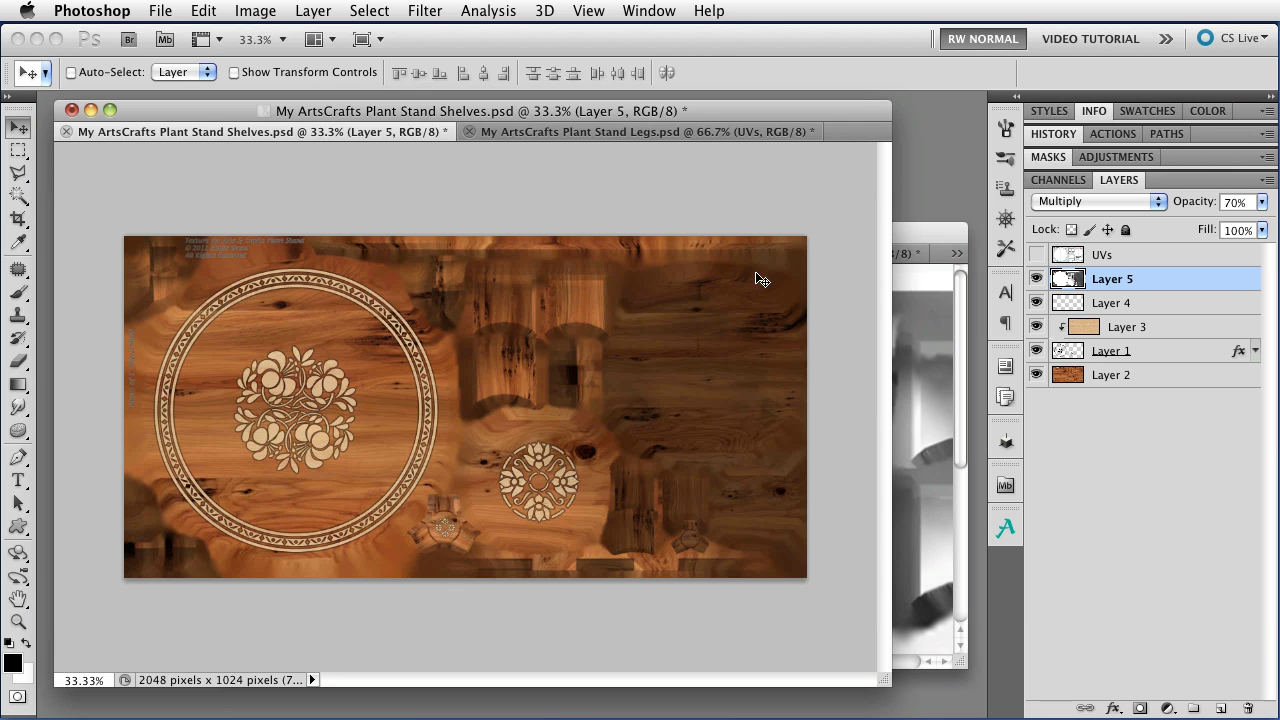 Photoshop File Edit Image Layer Select Filter Analysis 3D View Window Help
Ps Br Mb 33.3% RW NORMAL VIDEO TUTORIAL CS Live
Auto-Select: Layer Show Transform Controls
My ArtsCrafts Plant Stand Shelves.psd @ 33.3% (Layer 5, RGB/8) *
My ArtsCrafts Plant Stand Shelves.psd @ 33.3% (Layer 5, RGB/8) * My ArtsCrafts Plant Stand Legs.psd @ 66.7% (UVs, RGB/8) *
/8) *
STYLES INFO SWATCHES COLOR
HISTORY ACTIONS PATHS
MASKS ADJUSTMENTS
CHANNELS LAYERS
Multiply Opacity: 70%
Lock: Fill: 100%
UVs
Layer 5
Layer 4
Layer 3
Layer 1 fx
Layer 2
A
Mb
A
T
33.33% 2048 pixels x 1024 pixels (7...
fx